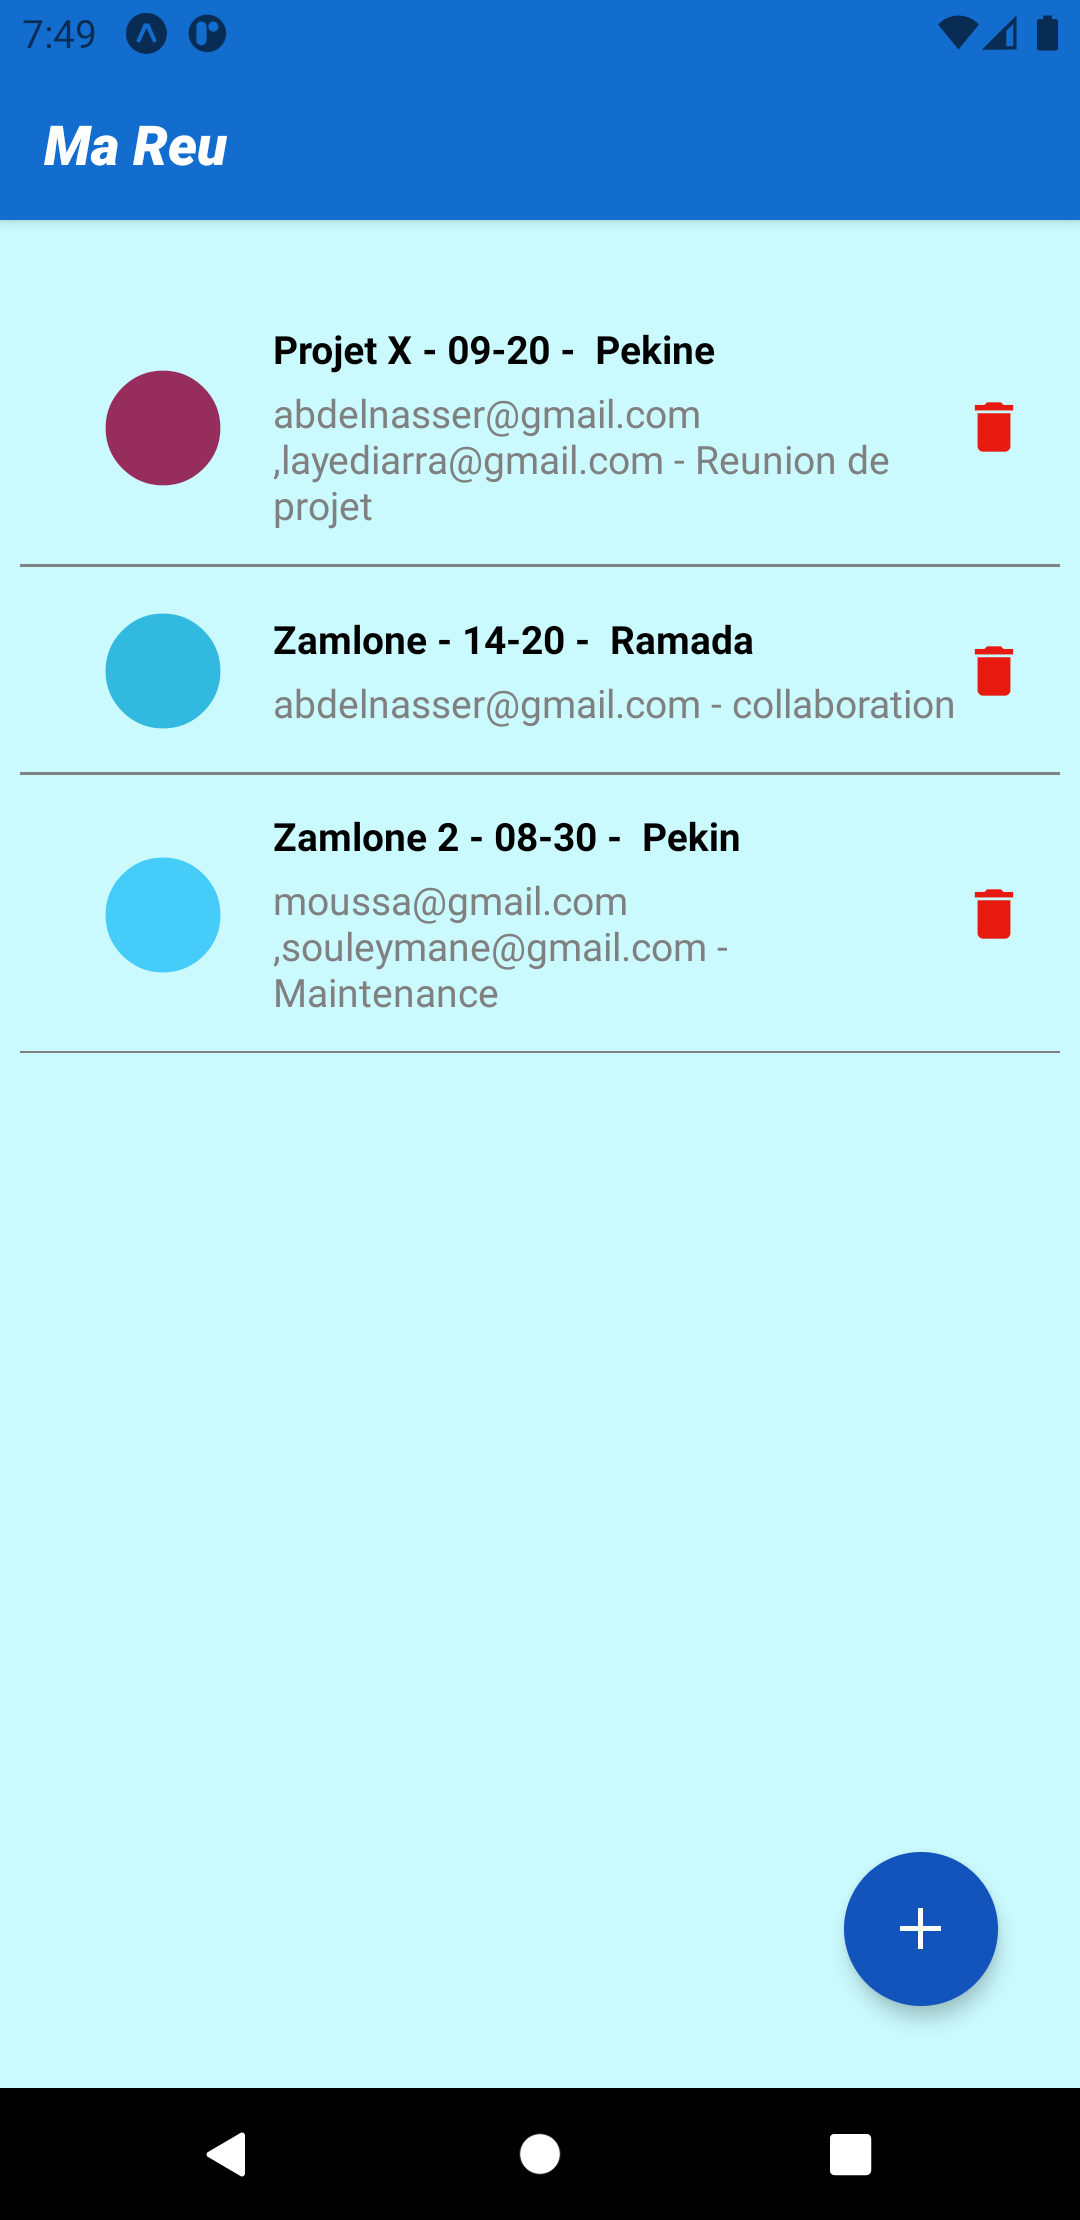 7:49
Ma Reu
Projet X - 09-20 -  Pekine
abdelnasser@gmail.com
,layediarra@gmail.com - Reunion de
projet
Zamlone - 14-20 -  Ramada
abdelnasser@gmail.com - collaboration
Zamlone 2 - 08-30 -  Pekin
moussa@gmail.com
,souleymane@gmail.com -
Maintenance